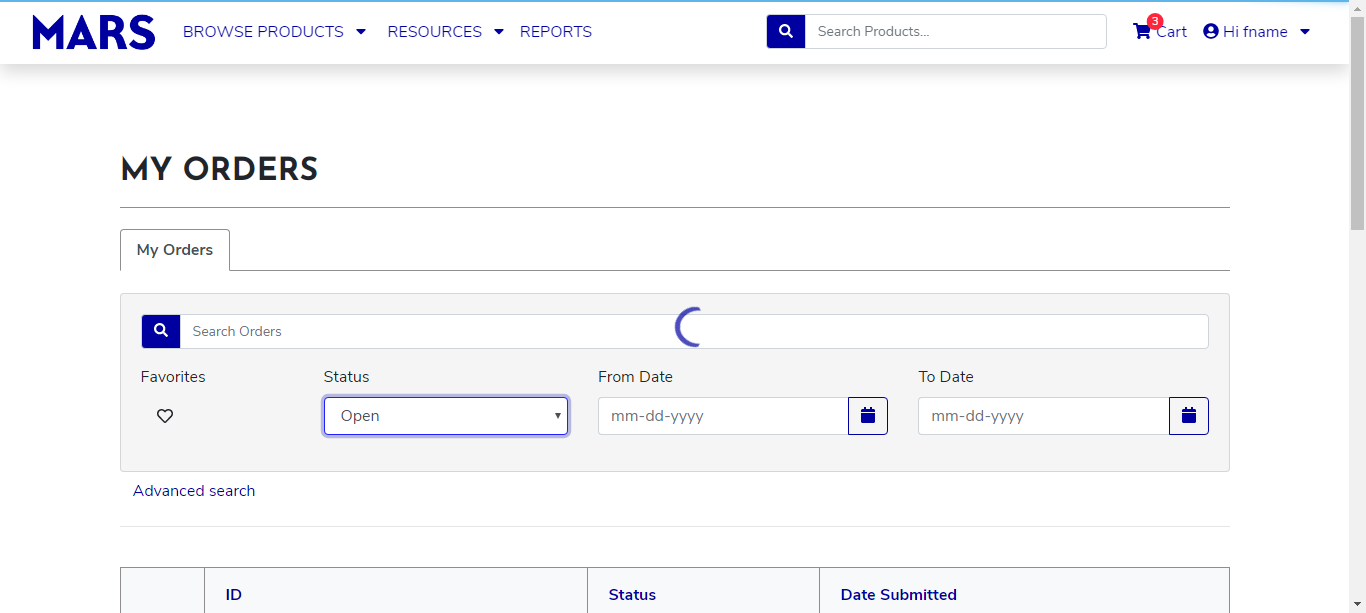 MARS BROWSE PRODUCTS RESOURCES REPORTS Search Products... 3 Cart Hi fname
MY ORDERS
My Orders
Search Orders
Favorites Status From Date To Date
Open mm-dd-yyyy mm-dd-yyyy
Advanced search
ID Status Date Submitted